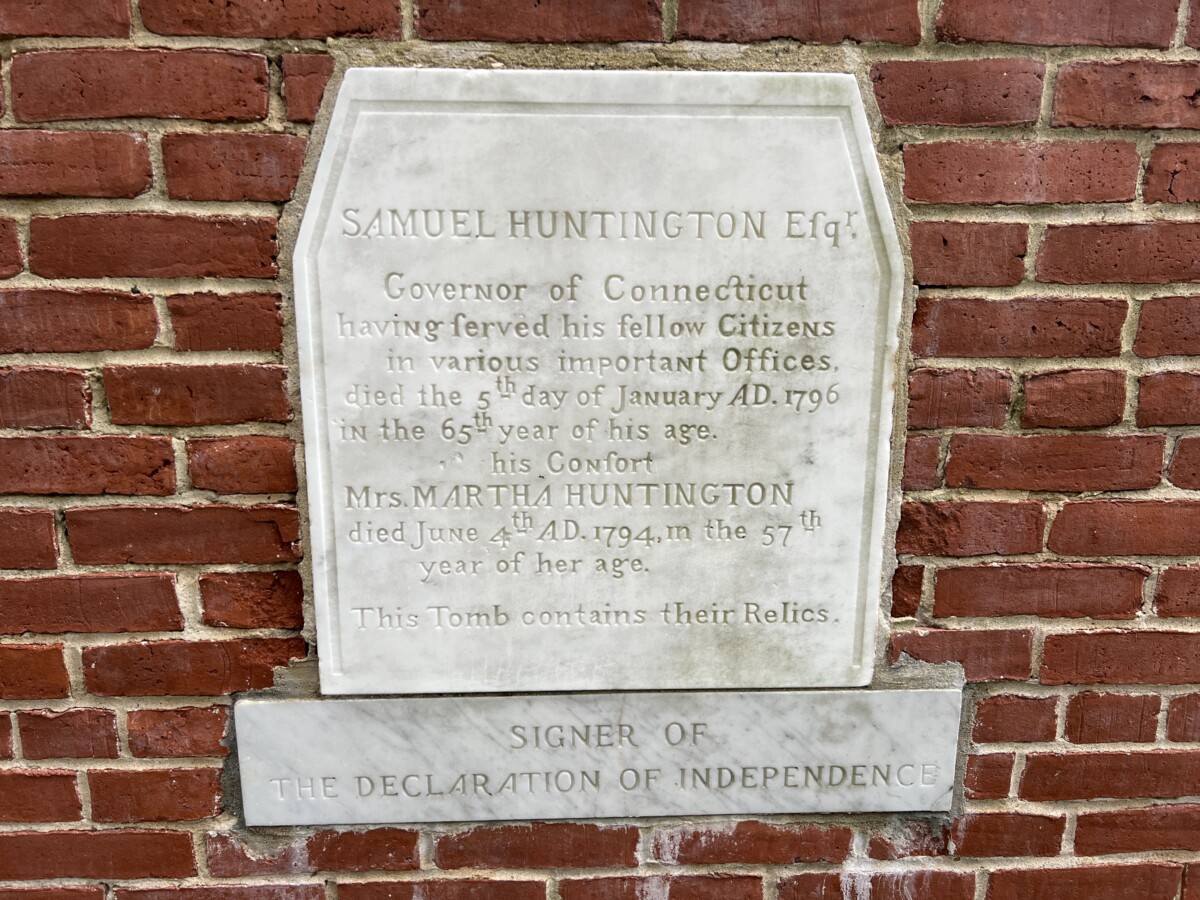 SAMUEL HUNTINGTON Eſqr.
Governor of Connecticut
having ſerved his fellow Citizens
in various important Offices,
died the 5th day of January AD. 1796
in the 65th year of his age.
his Conſort
Mrs. MARTHA HUNTINGTON
died June 4th AD. 1794, in the 57th
year of her age.
This Tomb contains their Relics.
SIGNER OF
THE DECLARATION OF INDEPENDENCE